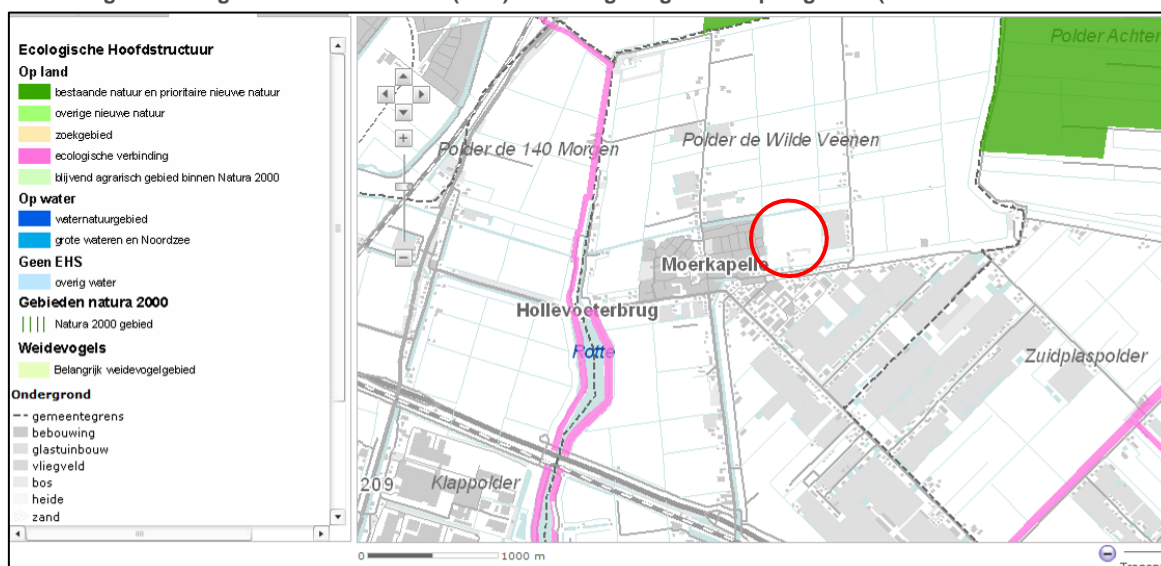 Ecologische Hoofdstructuur
Op land
bestaande natuur en prioritaire nieuwe natuur
overige nieuwe natuur
zoekgebied
ecologische verbinding
blijvend agrarisch gebied binnen Natura 2000
Op water
waternatuurgebied
grote wateren en Noordzee
Geen EHS
overig water
Gebieden natura 2000
Natura 2000 gebied
Weidevogels
Belangrijk weidevogelgebied
Ondergrond
gemeentegrens
bebouwing
glastuinbouw
vliegveld
bos
heide
zand
Polder Achter
Polder de 140 Morgen
Polder de Wilde Veenen
Moerkapelle
Hollevoeterbrug
Rotte
Zuidplaspolder
Klappolder
209
0 1000 m